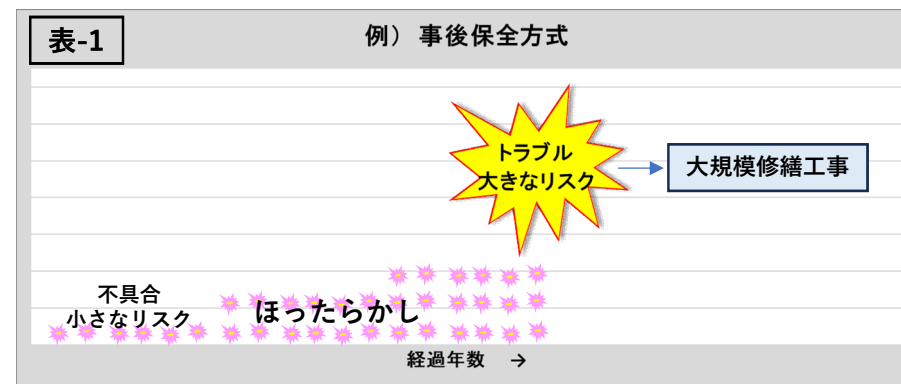 表-1
例） 事後保全方式
トラブル
大きなリスク
大規模修繕工事
不具合
小さなリスク
ほったらかし
経過年数 →